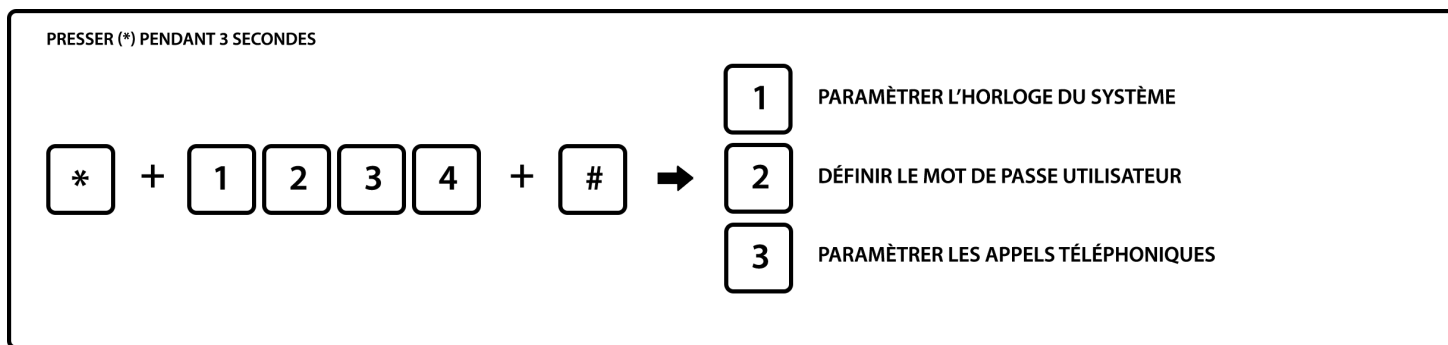 PRESSER (*) PENDANT 3 SECONDES
1 PARAMÈTRER L'HORLOGE DU SYSTÈME
* + 1 2 3 4 + # ➡ 2 DÉFINIR LE MOT DE PASSE UTILISATEUR
3 PARAMÈTRER LES APPELS TÉLÉPHONIQUES